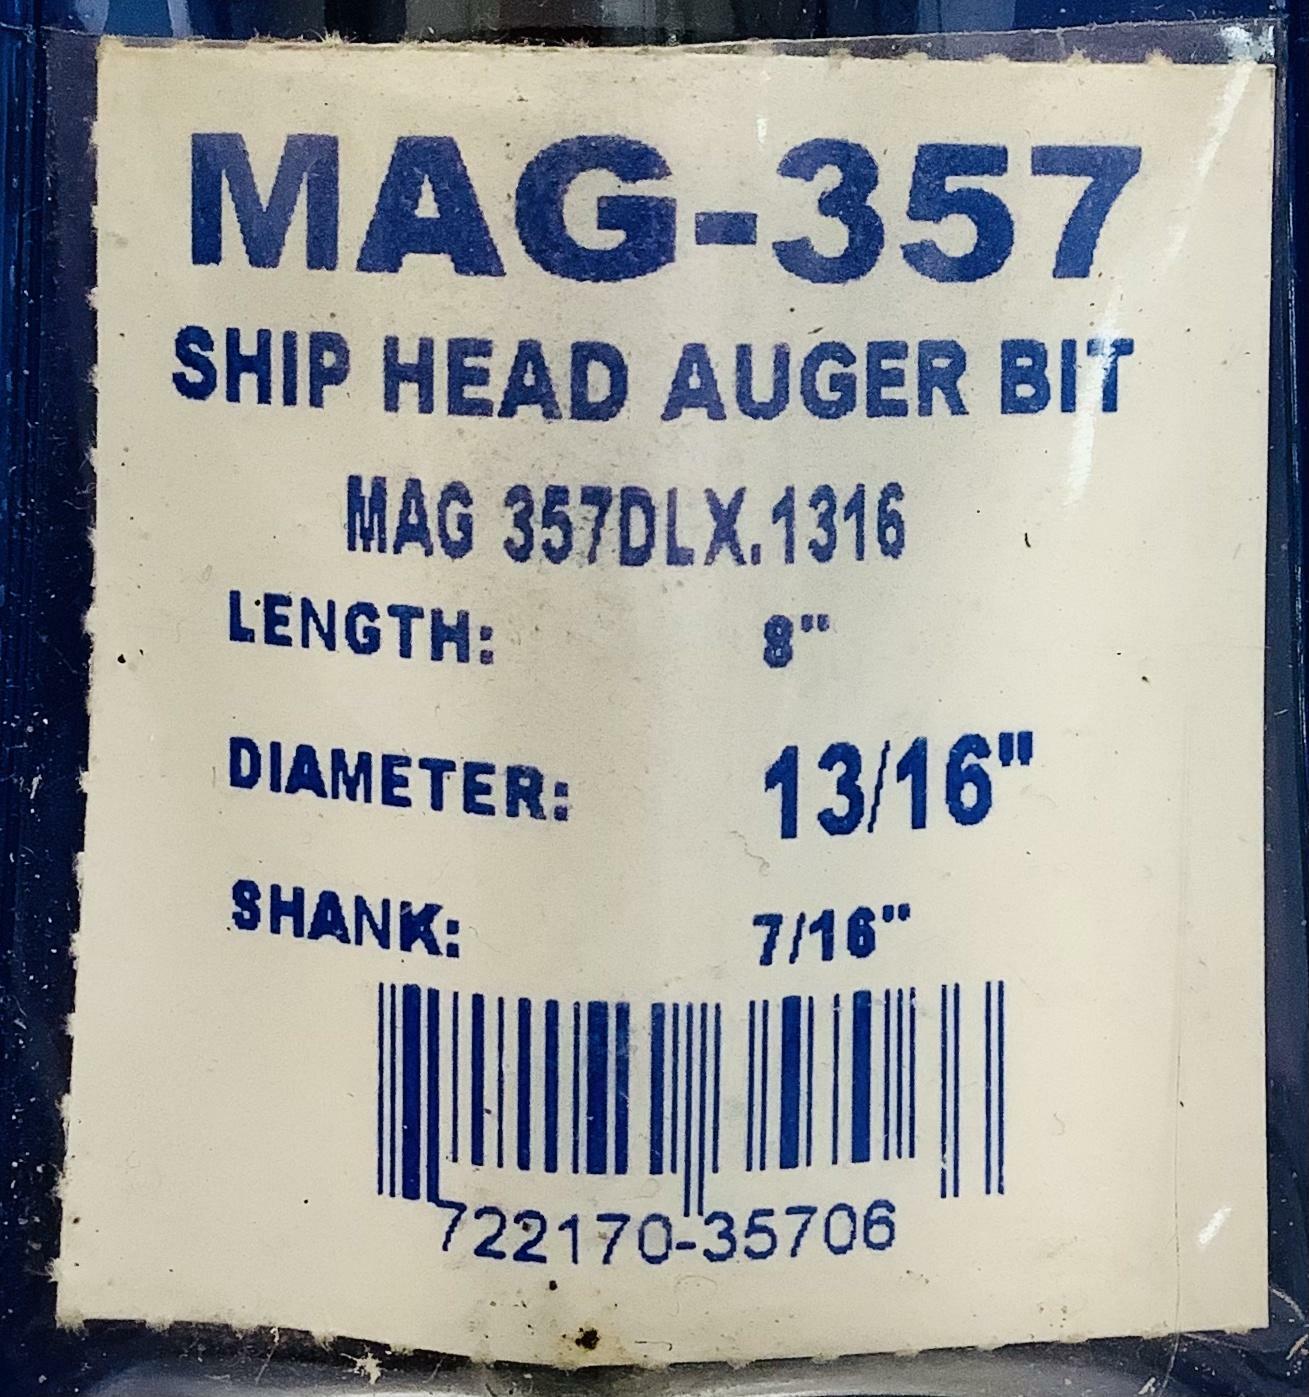 MAG-357
SHIP HEAD AUGER BIT
MAG 357DLX.1316
LENGTH: 8"
DIAMETER: 13/16"
SHANK: 7/16"
722170-35706